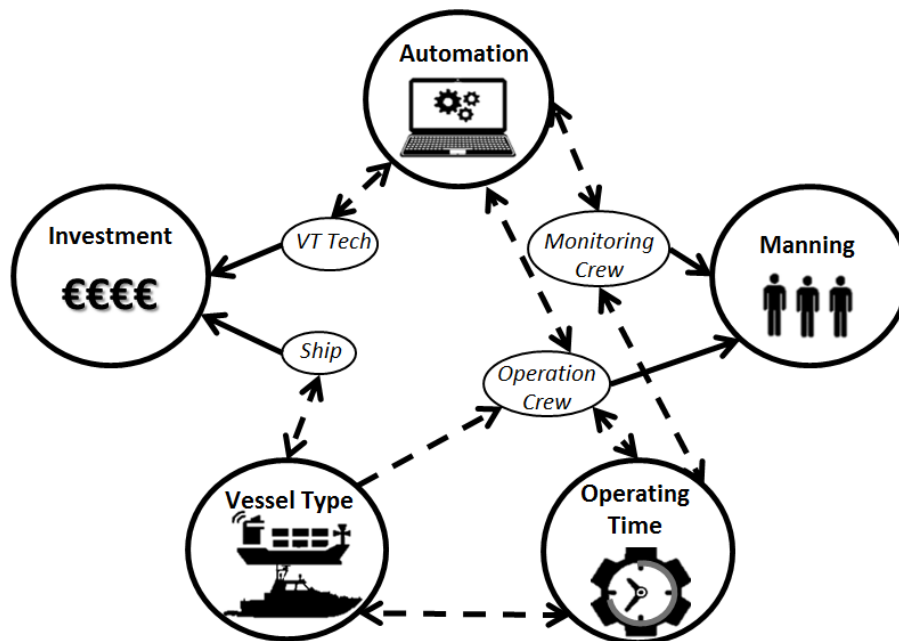 Automation
Investment
€€€€
VT Tech
Monitoring
Crew
Manning
Ship
Operation
Crew
Vessel Type
Operating
Time